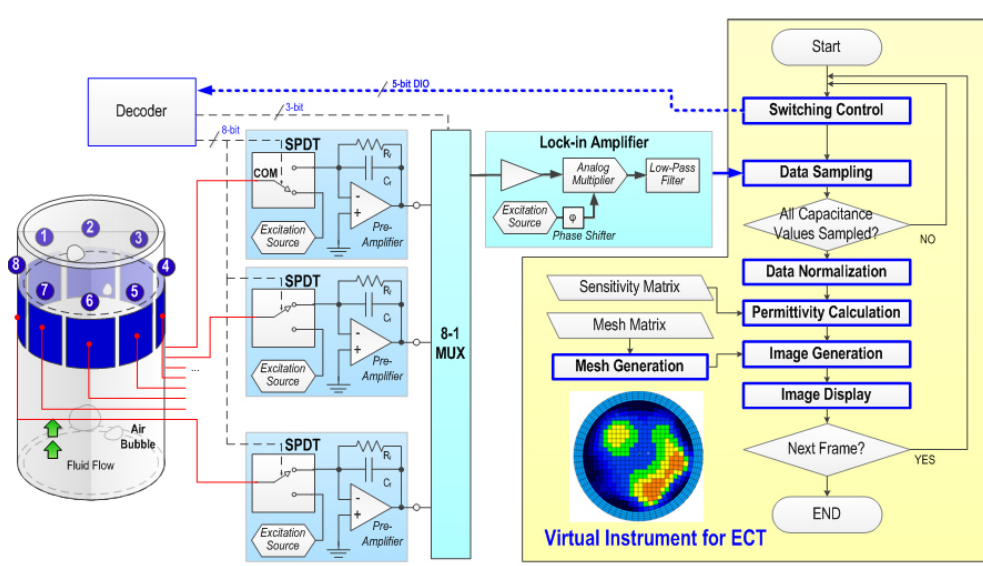 Start
5-bit DIO
Decoder
3-bit
8-bit
Switching Control
SPDT
COM
Rf
Cf
Pre-
Amplifier
Excitation
Source
Lock-in Amplifier
Analog
Multiplier
Low-Pass
Filter
Excitation
Source
φ
Phase Shifter
Data Sampling
All Capacitance
Values Sampled?
NO
1
2
3
4
5
6
7
8
Data Normalization
SPDT
Rf
Cf
Pre-
Amplifier
Excitation
Source
8-1
MUX
Sensitivity Matrix
Permittivity Calculation
Mesh Matrix
Image Generation
Mesh Generation
Image Display
...
Air
Bubble
Fluid Flow
SPDT
Rf
Cf
Pre-
Amplifier
Excitation
Source
Next Frame?
YES
END
Virtual Instrument for ECT